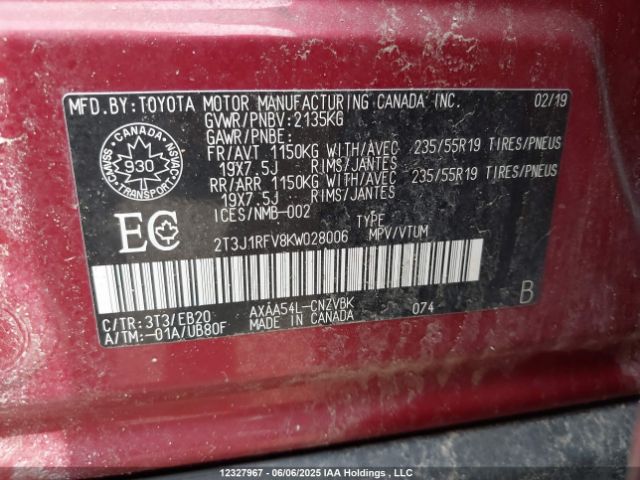 MFD.BY:TOYOTA MOTOR MANUFACTURING CANADA INC. 02/19
GVWR/PNBV:2135KG
GAWR/PNBE:
FR/AVT 1150KG WITH/AVEC 235/55R19 TIRES/PNEUS
19X7.5J RIMS/JANTES
RR/ARR 1150KG WITH/AVEC 235/55R19 TIRES/PNEUS
19X7.5J RIMS/JANTES
ICES/NMB-002 TYPE
2T3J1RFV8KW028006 MPV/VTUM
CANADA
930
TRANSPORT
EC
C/TR:3T3/EB20 AXAA54L-CNZVBK 074 B
A/TM:-01A/UB80F MADE IN CANADA
12327967 - 06/06/2025 IAA Holdings , LLC